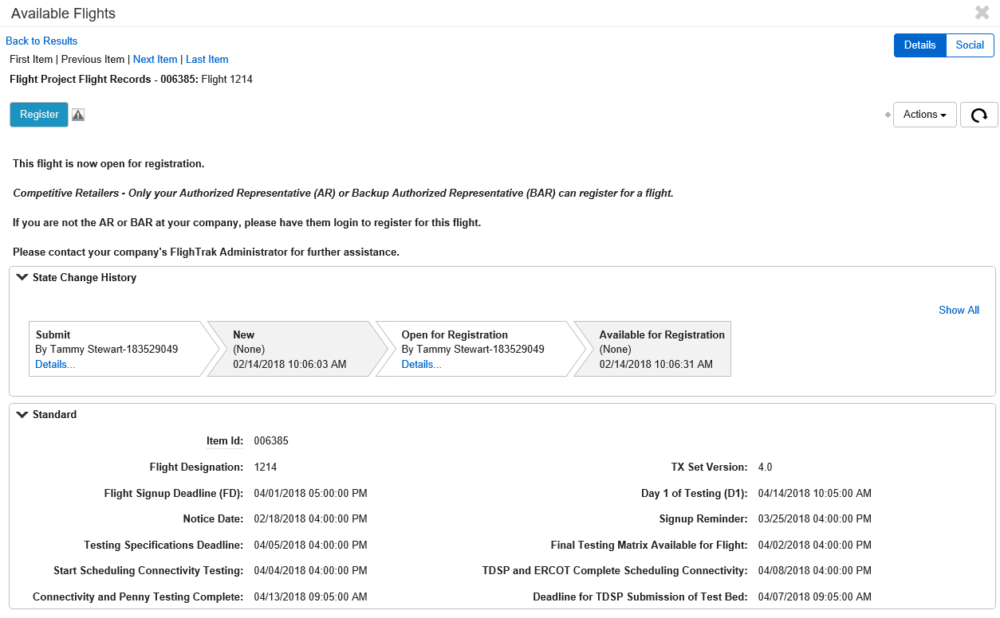 Available Flights
Back to Results
Details Social
First Item | Previous Item | Next Item | Last Item
Flight Project Flight Records - 006385: Flight 1214
Register
Actions
This flight is now open for registration.
Competitive Retailers - Only your Authorized Representative (AR) or Backup Authorized Representative (BAR) can register for a flight.
If you are not the AR or BAR at your company, please have them login to register for this flight.
Please contact your company's FlighTrak Administrator for further assistance.
State Change History
Show All
Submit
By Tammy Stewart-183529049
Details...
New
(None)
02/14/2018 10:06:03 AM
Open for Registration
By Tammy Stewart-183529049
Details...
Available for Registration
(None)
02/14/2018 10:06:31 AM
Standard
Item Id: 006385
Flight Designation: 1214 TX Set Version: 4.0
Flight Signup Deadline (FD): 04/01/2018 05:00:00 PM Day 1 of Testing (D1): 04/14/2018 10:05:00 AM
Notice Date: 02/18/2018 04:00:00 PM Signup Reminder: 03/25/2018 04:00:00 PM
Testing Specifications Deadline: 04/05/2018 04:00:00 PM Final Testing Matrix Available for Flight: 04/02/2018 04:00:00 PM
Start Scheduling Connectivity Testing: 04/04/2018 04:00:00 PM TDSP and ERCOT Complete Scheduling Connectivity: 04/08/2018 04:00:00 PM
Connectivity and Penny Testing Complete: 04/13/2018 09:05:00 AM Deadline for TDSP Submission of Test Bed: 04/07/2018 09:05:00 AM